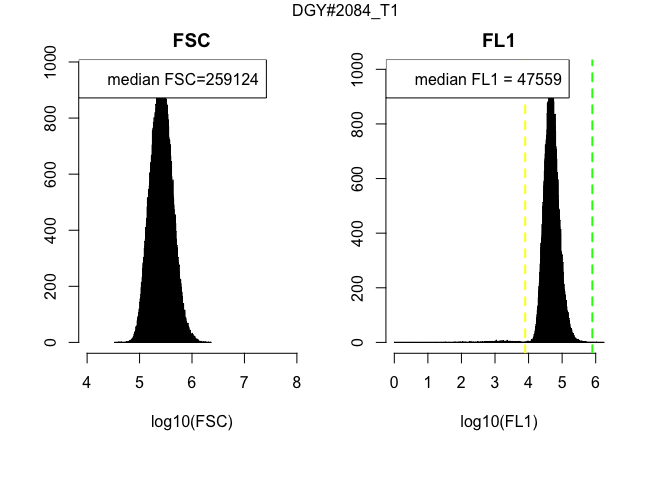 DGY#2084_T1
FSC
median FSC=259124
0
200
400
600
800
1000
4 5 6 7 8
log10(FSC)
FL1
median FL1 = 47559
0
200
400
600
800
1000
0 1 2 3 4 5 6
log10(FL1)